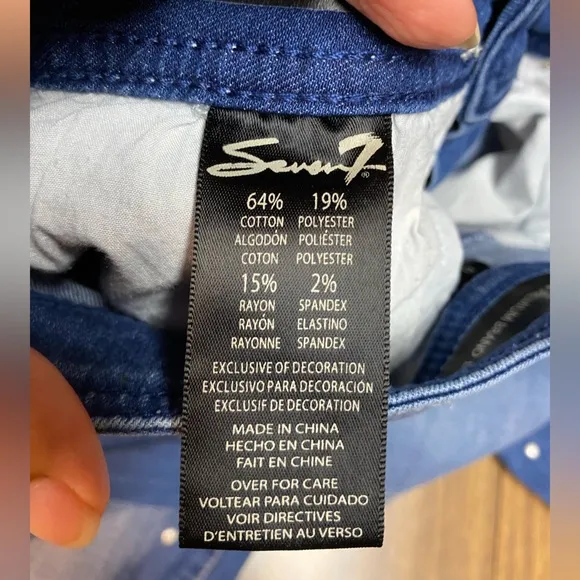 Seven7®
64% 19%
COTTON POLYESTER
ALGODÓN POLIÉSTER
COTON POLYESTER
15% 2%
RAYON SPANDEX
RAYÓN ELASTINO
RAYONNE SPANDEX
EXCLUSIVE OF DECORATION
EXCLUSIVO PARA DECORACIÓN
EXCLUSIF DE DECORATION
MADE IN CHINA
HECHO EN CHINA
FAIT EN CHINE
OVER FOR CARE
VOLTEAR PARA CUIDADO
VOIR DIRECTIVES
D'ENTRETIEN AU VERSO